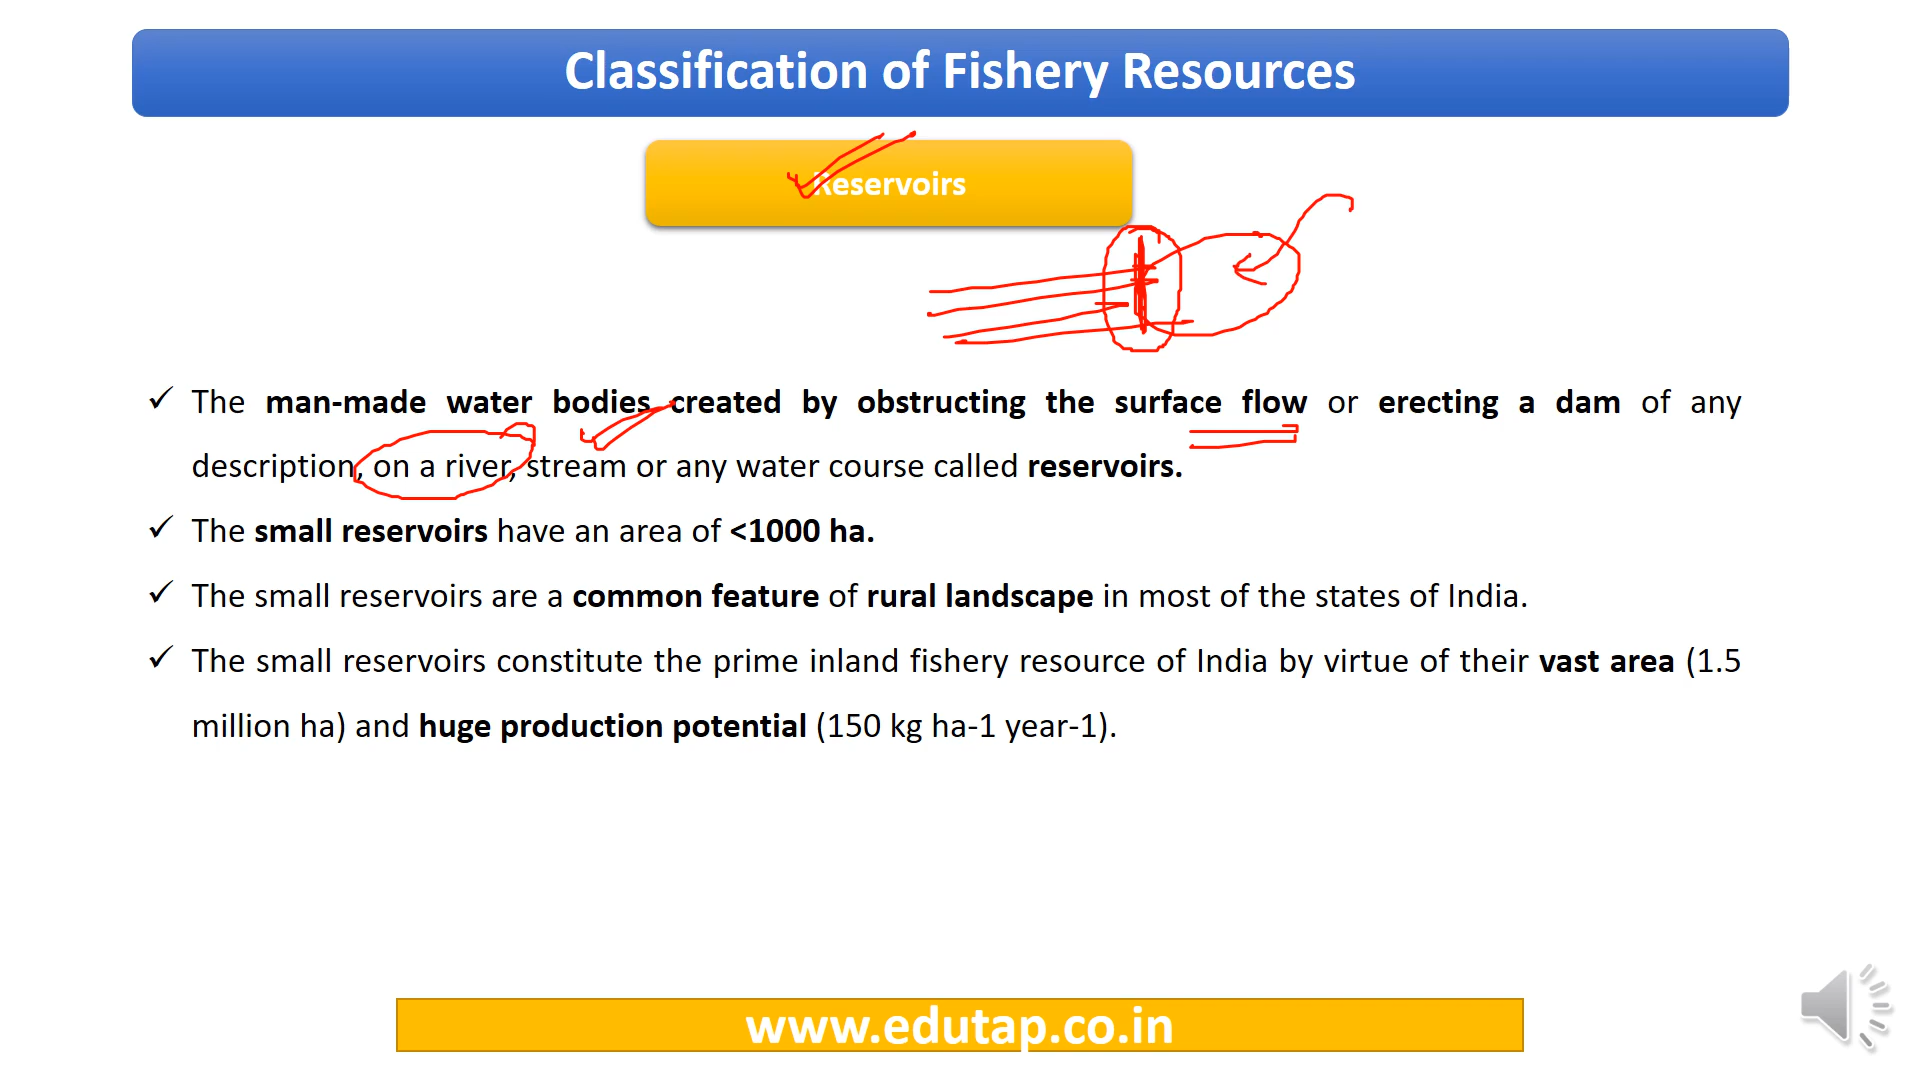 Classification of Fishery Resources
Reservoirs
The man-made water bodies created by obstructing the surface flow or erecting a dam of any
description, on a river, stream or any water course called reservoirs.
The small reservoirs have an area of <1000 ha.
The small reservoirs are a common feature of rural landscape in most of the states of India.
The small reservoirs constitute the prime inland fishery resource of India by virtue of their vast area (1.5
million ha) and huge production potential (150 kg ha-1 year-1).
www.edutap.co.in